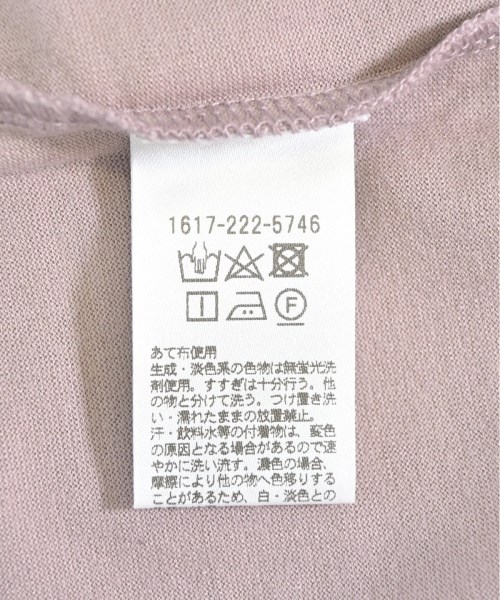 1617-222-5746
F
あて布使用
生成・淡色系の色物は無蛍光洗
剤使用。すすぎは十分行う。他
の物と分けて洗う。つけ置き洗
い・濡れたままの放置禁止。
汗・飲料水等の付着物は、変色
の原因となる場合があるので速
やかに洗い流す。濃色の場合、
摩擦により他の物へ色移りする
ことがあるため、白・淡色との